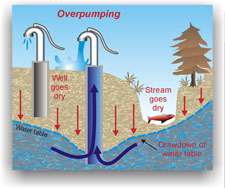 Overpumping
Well
goes
dry
Stream
goes
dry
Water table
Drawdown of
water table